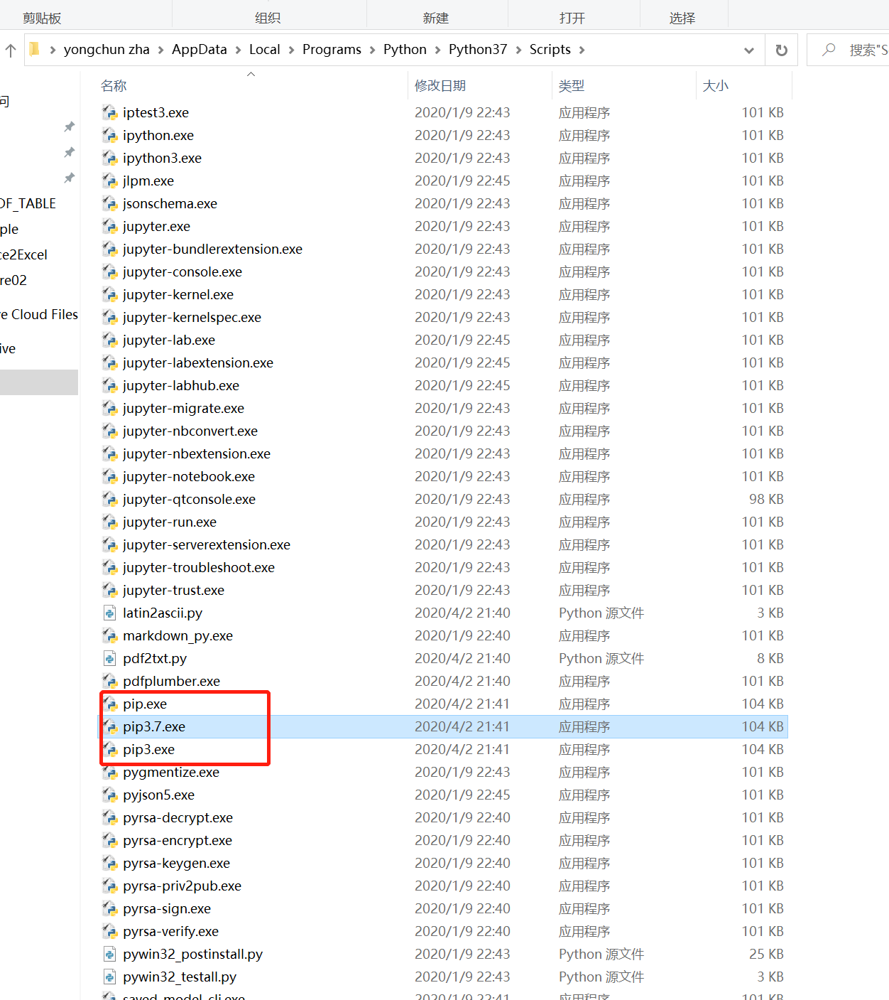 剪贴板 组织 新建 打开 选择
yongchun zha > AppData > Local > Programs > Python > Python37 > Scripts > 搜索"S
名称 修改日期 类型 大小
问
DF_TABLE
ple
ce2Excel
re02
e Cloud Files
ive
iptest3.exe 2020/1/9 22:43 应用程序 101 KB
ipython.exe 2020/1/9 22:43 应用程序 101 KB
ipython3.exe 2020/1/9 22:43 应用程序 101 KB
jlpm.exe 2020/1/9 22:45 应用程序 101 KB
jsonschema.exe 2020/1/9 22:43 应用程序 101 KB
jupyter.exe 2020/1/9 22:43 应用程序 101 KB
jupyter-bundlerextension.exe 2020/1/9 22:43 应用程序 101 KB
jupyter-console.exe 2020/1/9 22:43 应用程序 101 KB
jupyter-kernel.exe 2020/1/9 22:43 应用程序 101 KB
jupyter-kernelspec.exe 2020/1/9 22:43 应用程序 101 KB
jupyter-lab.exe 2020/1/9 22:45 应用程序 101 KB
jupyter-labextension.exe 2020/1/9 22:45 应用程序 101 KB
jupyter-labhub.exe 2020/1/9 22:45 应用程序 101 KB
jupyter-migrate.exe 2020/1/9 22:43 应用程序 101 KB
jupyter-nbconvert.exe 2020/1/9 22:43 应用程序 101 KB
jupyter-nbextension.exe 2020/1/9 22:43 应用程序 101 KB
jupyter-notebook.exe 2020/1/9 22:43 应用程序 101 KB
jupyter-qtconsole.exe 2020/1/9 22:43 应用程序 98 KB
jupyter-run.exe 2020/1/9 22:43 应用程序 101 KB
jupyter-serverextension.exe 2020/1/9 22:43 应用程序 101 KB
jupyter-troubleshoot.exe 2020/1/9 22:43 应用程序 101 KB
jupyter-trust.exe 2020/1/9 22:43 应用程序 101 KB
latin2ascii.py 2020/4/2 21:40 Python 源文件 3 KB
markdown_py.exe 2020/1/9 22:40 应用程序 101 KB
pdf2txt.py 2020/4/2 21:40 Python 源文件 8 KB
pdfplumber.exe 2020/4/2 21:40 应用程序 101 KB
pip.exe 2020/4/2 21:41 应用程序 104 KB
pip3.7.exe 2020/4/2 21:41 应用程序 104 KB
pip3.exe 2020/4/2 21:41 应用程序 104 KB
pygmentize.exe 2020/1/9 22:43 应用程序 101 KB
pyjson5.exe 2020/1/9 22:45 应用程序 101 KB
pyrsa-decrypt.exe 2020/1/9 22:40 应用程序 101 KB
pyrsa-encrypt.exe 2020/1/9 22:40 应用程序 101 KB
pyrsa-keygen.exe 2020/1/9 22:40 应用程序 101 KB
pyrsa-priv2pub.exe 2020/1/9 22:40 应用程序 101 KB
pyrsa-sign.exe 2020/1/9 22:40 应用程序 101 KB
pyrsa-verify.exe 2020/1/9 22:40 应用程序 101 KB
pywin32_postinstall.py 2020/1/9 22:43 Python 源文件 25 KB
pywin32_testall.py 2020/1/9 22:43 Python 源文件 3 KB
saved_model_cli.exe 2020/1/9 22:41 应用程序 101 KB